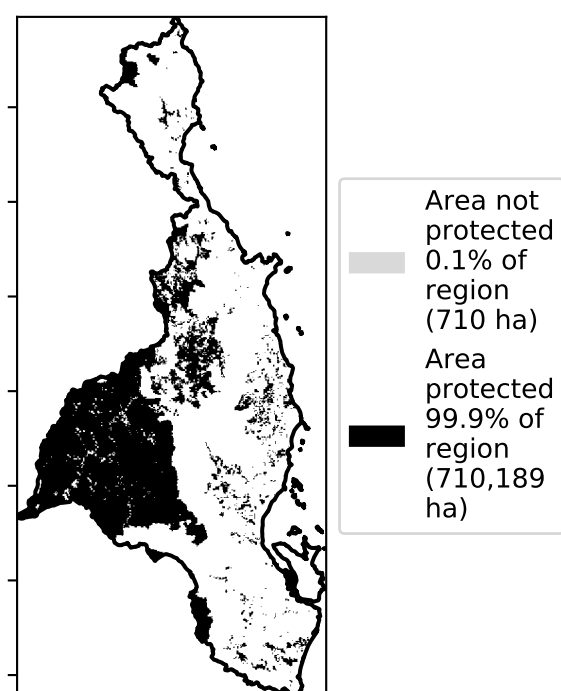 Area not
protected
0.1% of
region
(710 ha)
Area
protected
99.9% of
region
(710,189
ha)